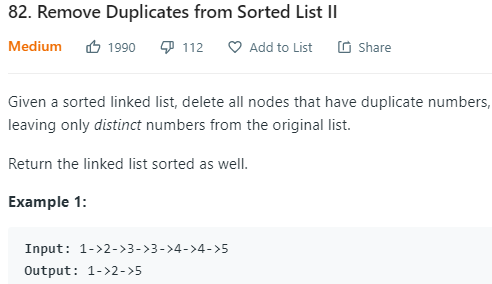 82. Remove Duplicates from Sorted List II
Medium 1990 112 Add to List Share
Given a sorted linked list, delete all nodes that have duplicate numbers,
leaving only distinct numbers from the original list.
Return the linked list sorted as well.
Example 1:
Input: 1->2->3->3->4->4->5
Output: 1->2->5